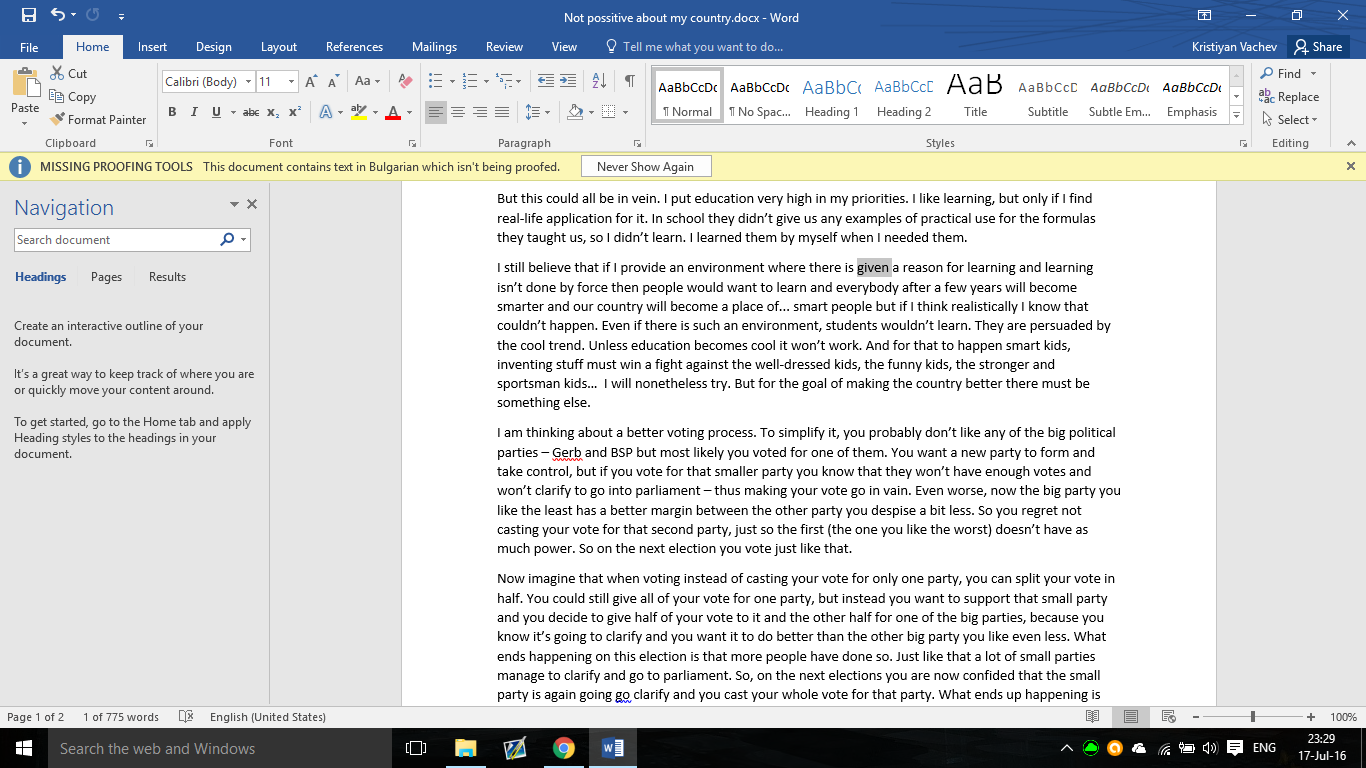 Not possitive about my country.docx - Word
File Home Insert Design Layout References Mailings Review View Tell me what you want to do... Kristiyan Vachev Share
Paste Cut Copy Format Painter
Calibri (Body) 11 A A Aa
B I U abc x₂ x² A ab A
AaBbCcDc AaBbCcDc AaBbCc AaBbCcD AaB AaBbCcD AaBbCcDc AaBbCcDc
¶ Normal ¶ No Spac... Heading 1 Heading 2 Title Subtitle Subtle Em... Emphasis
Find Replace Select
Clipboard Font Paragraph Styles Editing
MISSING PROOFING TOOLS This document contains text in Bulgarian which isn't being proofed. Never Show Again
Navigation
Search document
Headings Pages Results
Create an interactive outline of your
document.
It's a great way to keep track of where you are
or quickly move your content around.
To get started, go to the Home tab and apply
Heading styles to the headings in your
document.
But this could all be in vein. I put education very high in my priorities. I like learning, but only if I find
real-life application for it. In school they didn't give us any examples of practical use for the formulas
they taught us, so I didn't learn. I learned them by myself when I needed them.
I still believe that if I provide an environment where there is given a reason for learning and learning
isn't done by force then people would want to learn and everybody after a few years will become
smarter and our country will become a place of... smart people but if I think realistically I know that
couldn't happen. Even if there is such an environment, students wouldn't learn. They are persuaded by
the cool trend. Unless education becomes cool it won't work. And for that to happen smart kids,
inventing stuff must win a fight against the well-dressed kids, the funny kids, the stronger and
sportsman kids... I will nonetheless try. But for the goal of making the country better there must be
something else.
I am thinking about a better voting process. To simplify it, you probably don't like any of the big political
parties – Gerb and BSP but most likely you voted for one of them. You want a new party to form and
take control, but if you vote for that smaller party you know that they won't have enough votes and
won't clarify to go into parliament – thus making your vote go in vain. Even worse, now the big party you
like the least has a better margin between the other party you despise a bit less. So you regret not
casting your vote for that second party, just so the first (the one you like the worst) doesn't have as
much power. So on the next election you vote just like that.
Now imagine that when voting instead of casting your vote for only one party, you can split your vote in
half. You could still give all of your vote for one party, but instead you want to support that small party
and you decide to give half of your vote to it and the other half for one of the big parties, because you
know it's going to clarify and you want it to do better than the other big party you like even less. What
ends happening on this election is that more people have done so. Just like that a lot of small parties
manage to clarify and go to parliament. So, on the next elections you are now confided that the small
party is again going go clarify and you cast your whole vote for that party. What ends up happening is
Page 1 of 2 1 of 775 words English (United States) 100%
Search the web and Windows
ENG
23:29
17-Jul-16